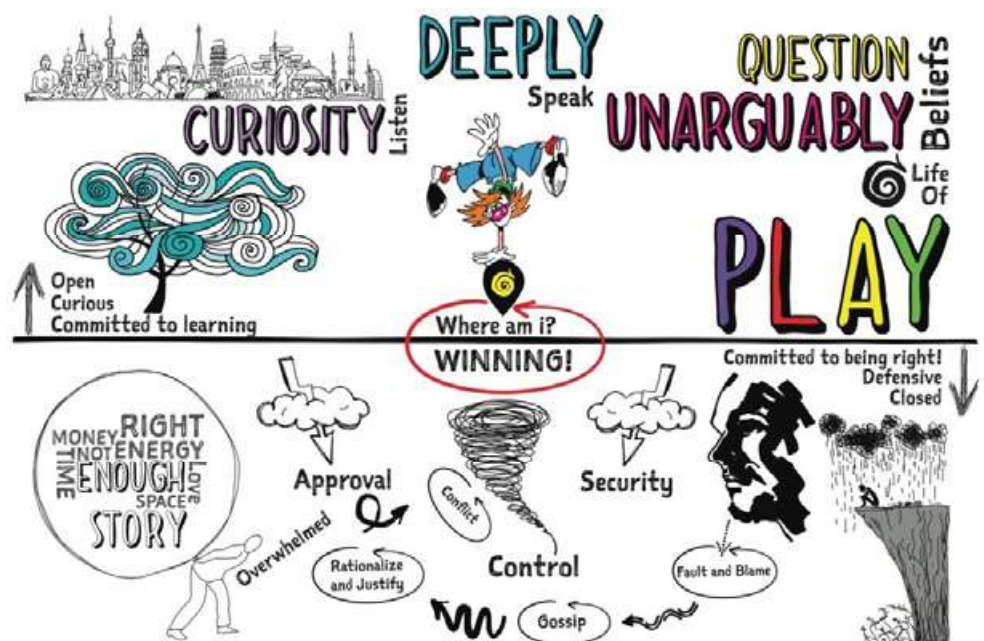 CURIOSITY
Listen
DEEPLY
Speak
QUESTION
UNARGUABLY
Beliefs
Life
Of
PLAY
Open
Curious
Committed to learning
Where am i?
WINNING!
Committed to being right!
Defensive
Closed
RIGHT
MONEY
NOT ENERGY
TIME
ENOUGH
LOVE
SPACE
STORY
Overwhelmed
Approval
Rationalize
and Justify
Conflict
Control
Gossip
Security
Fault and Blame